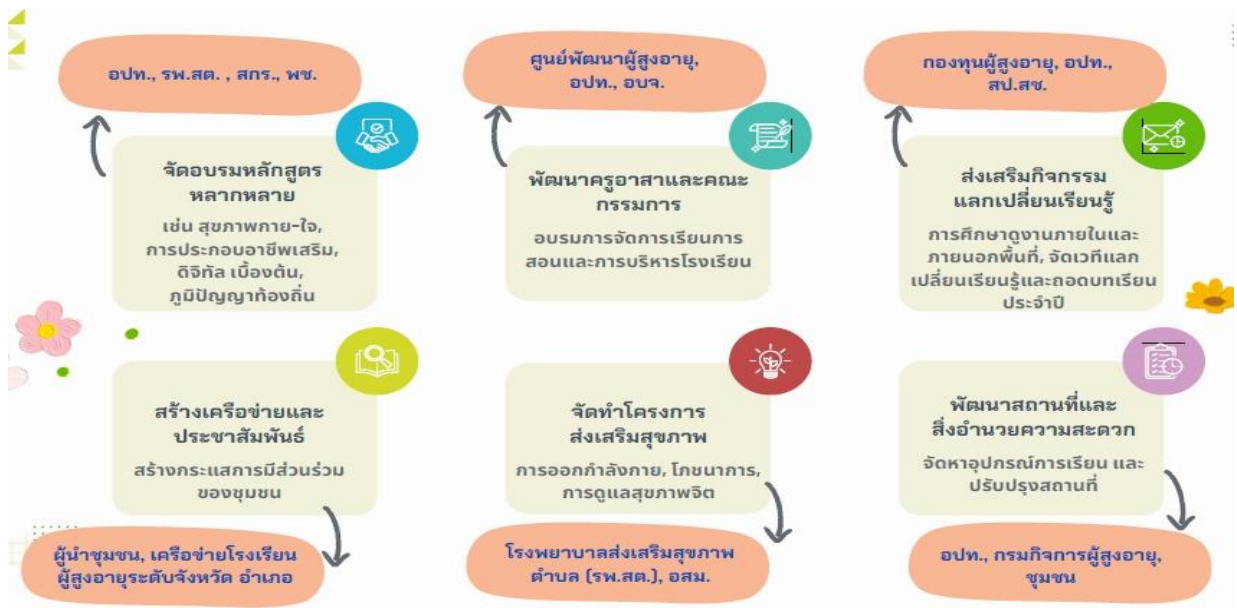 อปท., รพ.สต. , สกร., พช.
จัดอบรมหลักสูตร
หลากหลาย
เช่น สุขภาพกาย-ใจ,
การประกอบอาชีพเสริม,
ดิจิทัล เบื้องต้น,
ภูมิปัญญาท้องถิ่น
ศูนย์พัฒนาผู้สูงอายุ,
อปท., อบจ.
พัฒนาครูอาสาและคณะ
กรรมการ
อบรมการจัดการเรียนการ
สอนและการบริหารโรงเรียน
กองทุนผู้สูงอายุ, อปท.,
สป.สช.
ส่งเสริมกิจกรรม
แลกเปลี่ยนเรียนรู้
การศึกษาดูงานภายในและ
ภายนอกพื้นที่, จัดเวทีแลก
เปลี่ยนเรียนรู้และถอดบทเรียน
ประจำปี
สร้างเครือข่ายและ
ประชาสัมพันธ์
สร้างกระแสการมีส่วนร่วม
ของชุมชน
ผู้นำชุมชน, เครือข่ายโรงเรียน
ผู้สูงอายุระดับจังหวัด อำเภอ
จัดทำโครงการ
ส่งเสริมสุขภาพ
การออกกำลังกาย, โภชนาการ,
การดูแลสุขภาพจิต
โรงพยาบาลส่งเสริมสุขภาพ
ตำบล (รพ.สต.), อสม.
พัฒนาสถานที่และ
สิ่งอำนวยความสะดวก
จัดหาอุปกรณ์การเรียน และ
ปรับปรุงสถานที่
อปท., กรมกิจการผู้สูงอายุ,
ชุมชน